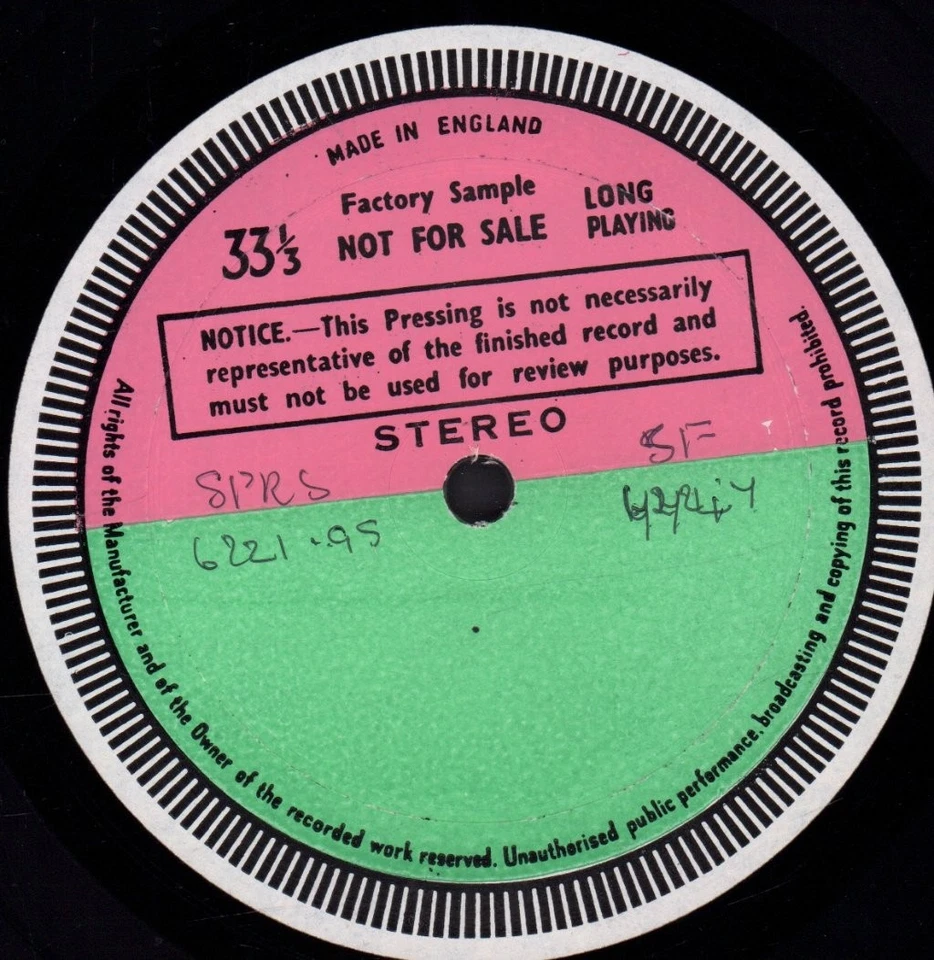 MADE IN ENGLAND
Factory Sample
LONG
PLAYING
33⅓
NOT FOR SALE
NOTICE.—This Pressing is not necessarily
representative of the finished record and
must not be used for review purposes.
STEREO
SF
6221 . 95
All rights of the Manufacturer and of the Owner of the recorded work reserved. Unauthorised public performance, broadcasting and copying of this record prohibited.